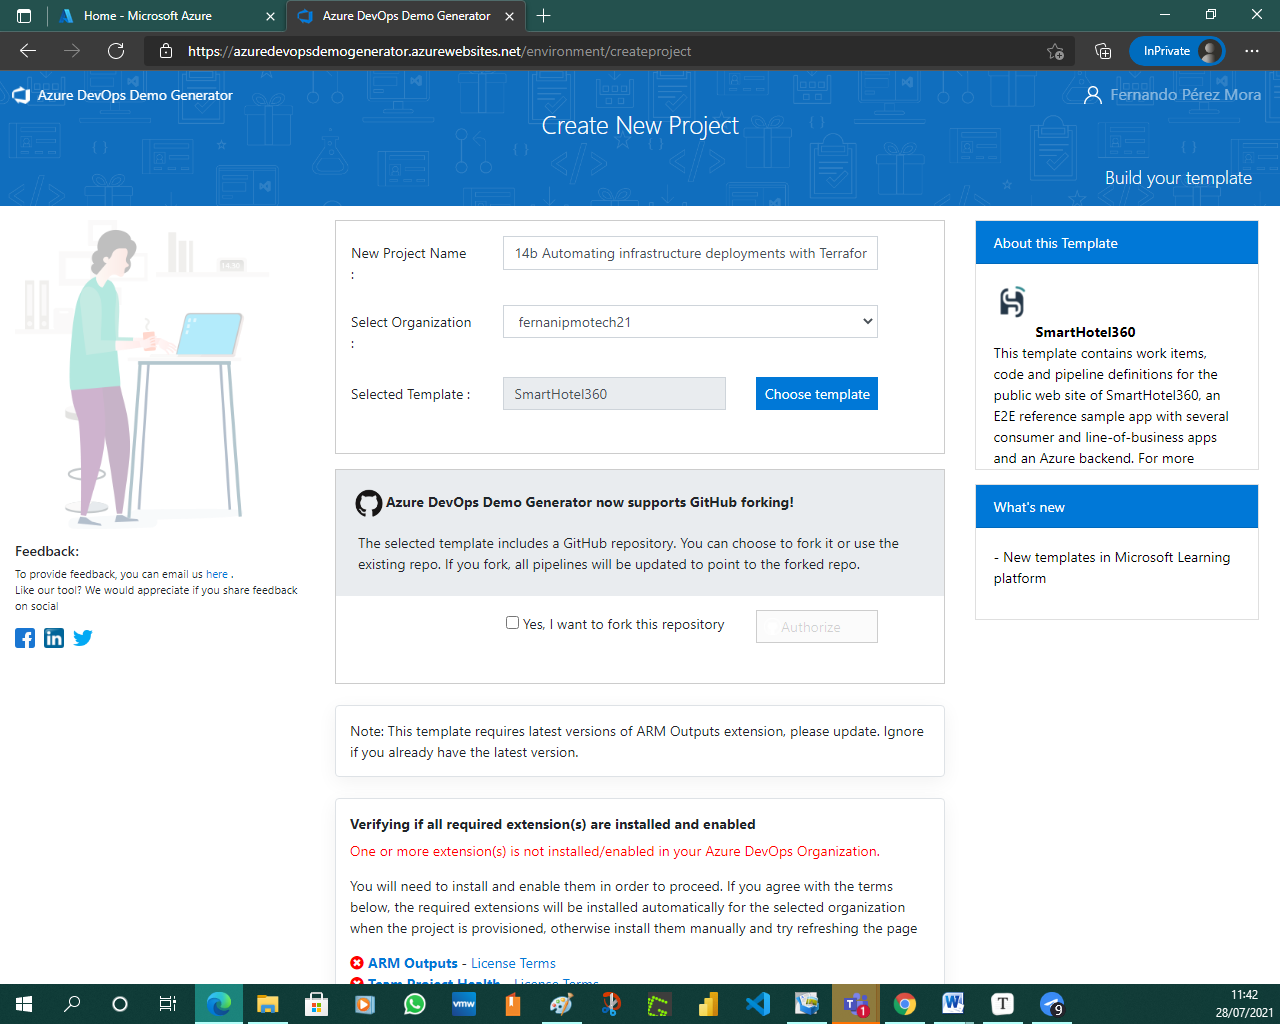 Home - Microsoft Azure
Azure DevOps Demo Generator
https://azuredevopsdemogenerator.azurewebsites.net/environment/createproject
InPrivate
Azure DevOps Demo Generator
Fernando Pérez Mora
Create New Project
Build your template
New Project Name
:
14b Automating infrastructure deployments with Terrafor
Select Organization
:
fernanipmotech21
Selected Template :
SmartHotel360
Choose template
Azure DevOps Demo Generator now supports GitHub forking!
The selected template includes a GitHub repository. You can choose to fork it or use the
existing repo. If you fork, all pipelines will be updated to point to the forked repo.
Yes, I want to fork this repository
Authorize
Note: This template requires latest versions of ARM Outputs extension, please update. Ignore
if you already have the latest version.
Verifying if all required extension(s) are installed and enabled
One or more extension(s) is not installed/enabled in your Azure DevOps Organization.
You will need to install and enable them in order to proceed. If you agree with the terms
below, the required extensions will be installed automatically for the selected organization
when the project is provisioned, otherwise install them manually and try refreshing the page
ARM Outputs - License Terms
Team Project Health - License Terms
Feedback:
To provide feedback, you can email us here .
Like our tool? We would appreciate if you share feedback
on social
About this Template
SmartHotel360
This template contains work items,
code and pipeline definitions for the
public web site of SmartHotel360, an
E2E reference sample app with several
consumer and line-of-business apps
and an Azure backend. For more
What's new
- New templates in Microsoft Learning
platform
vmw
1
W
T
9
11:42
28/07/2021